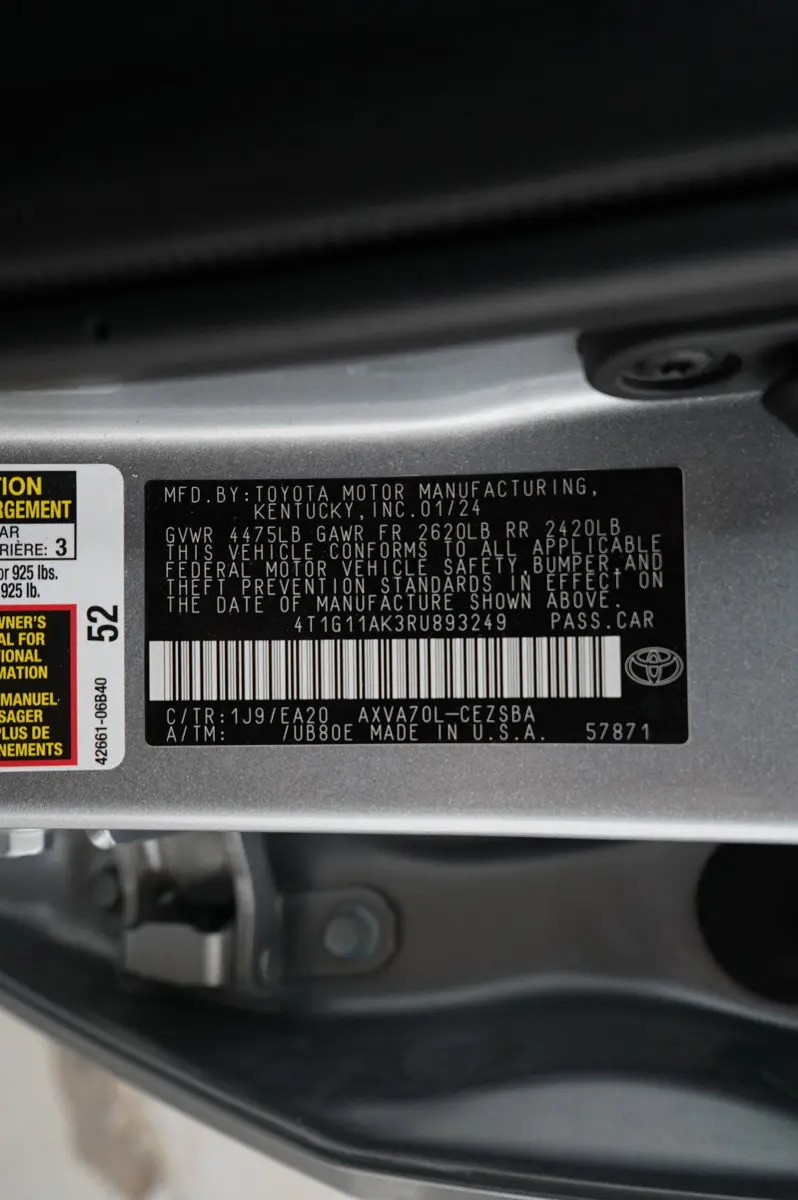 TION
RGEMENT
AR
RIÈRE: 3
or 925 lbs.
925 lb.
WNER'S
AL FOR
TIONAL
MATION
MANUEL
SAGER
PLUS DE
NEMENTS
52
42661-06B40
MFD.BY:TOYOTA MOTOR MANUFACTURING,
KENTUCKY,INC.01/24
GVWR 4475LB GAWR FR 2620LB RR 2420LB
THIS VEHICLE CONFORMS TO ALL APPLICABLE
FEDERAL MOTOR VEHICLE SAFETY,BUMPER,AND
THEFT PREVENTION STANDARDS IN EFFECT ON
THE DATE OF MANUFACTURE SHOWN ABOVE.
4T1G11AK3RU893249 PASS.CAR
C/TR:1J9/EA20 AXVA70L-CEZSBA
A/TM: /UB80E MADE IN U.S.A. 57871